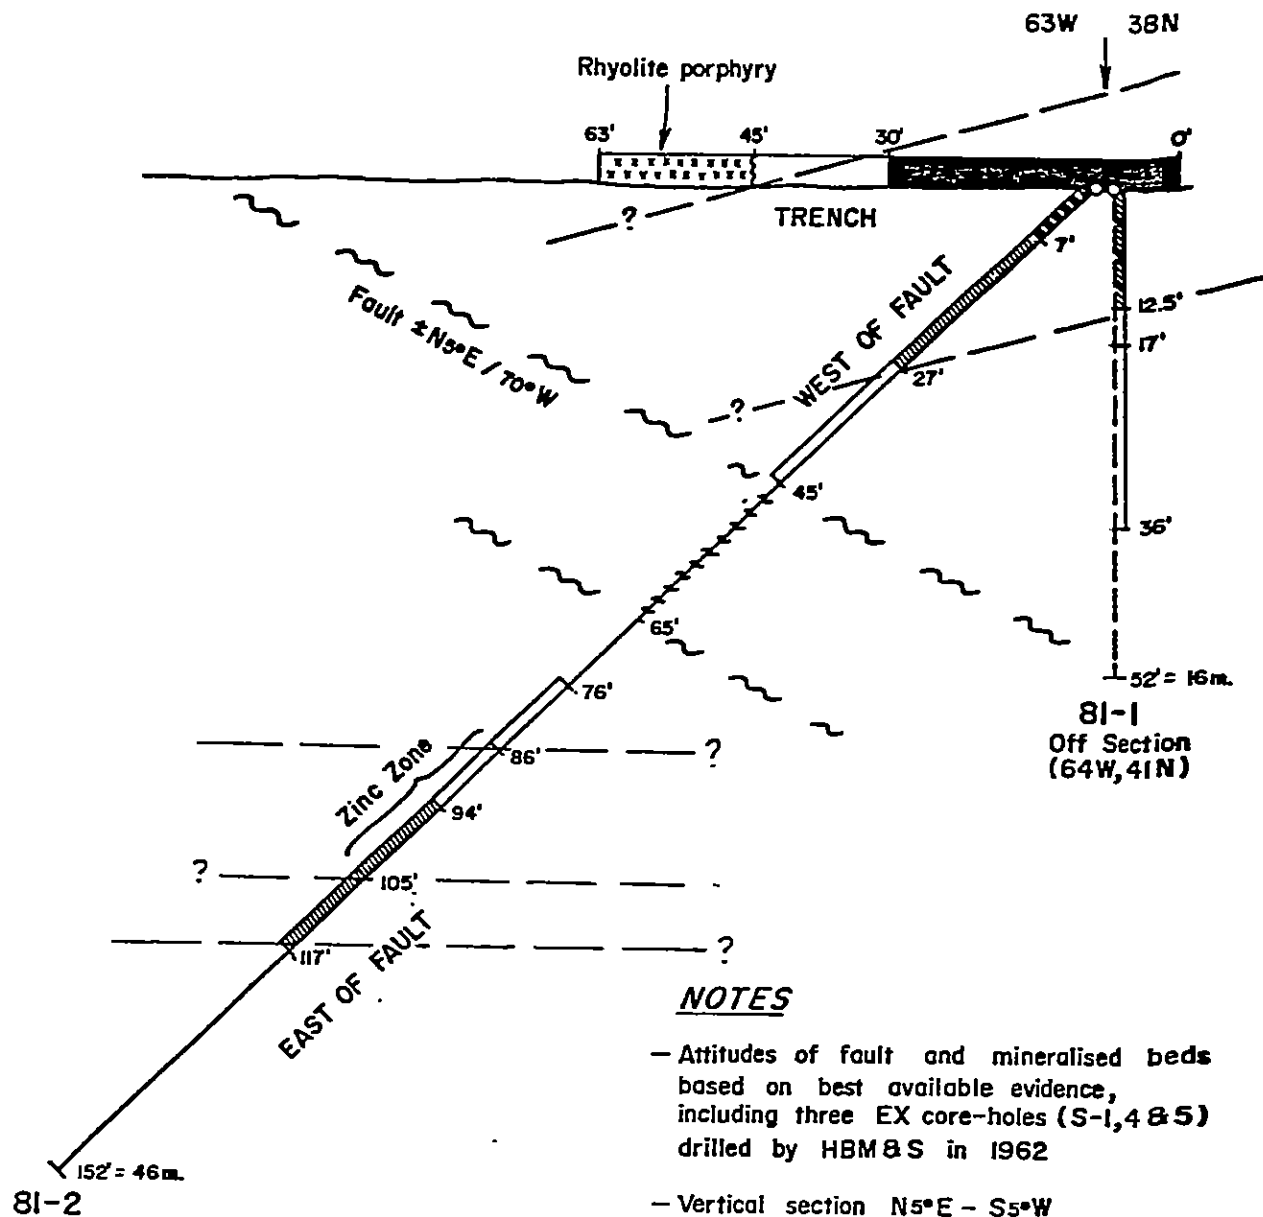 63W 38N
Rhyolite porphyry
63' 45' 30' 0'
?
TRENCH
7'
Fault ±N5°E / 70°W
WEST OF FAULT
12.5'
17'
27'
?
45'
36'
65'
52' = 16m.
76'
81-1
Off Section
(64W, 41N)
Zinc Zone
86'
?
94'
?
105'
117'
?
EAST OF FAULT
152' = 46m.
81-2
NOTES
— Attitudes of fault and mineralised beds
based on best available evidence,
including three EX core-holes (S-1,4 & 5)
drilled by HBM & S in 1962
— Vertical section N5°E - S5°W